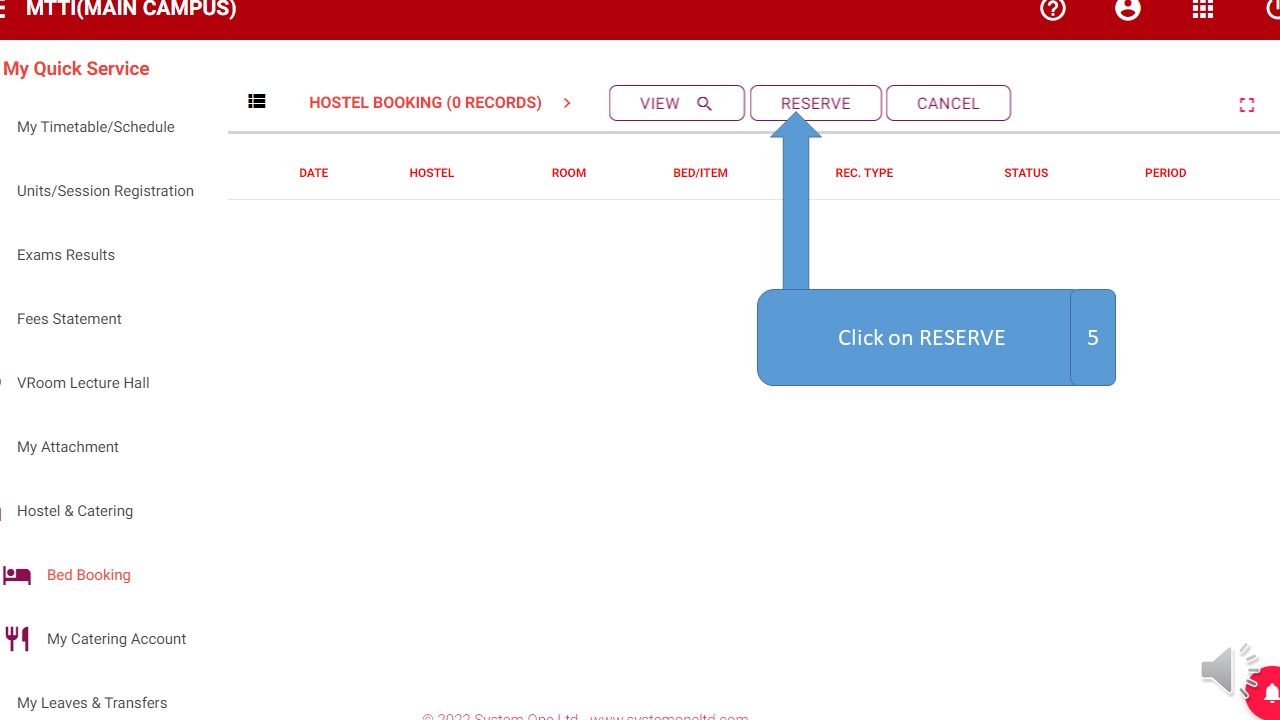 MTTI(MAIN CAMPUS)
My Quick Service
My Timetable/Schedule
Units/Session Registration
Exams Results
Fees Statement
VRoom Lecture Hall
My Attachment
Hostel & Catering
Bed Booking
My Catering Account
My Leaves & Transfers
HOSTEL BOOKING (0 RECORDS) > VIEW RESERVE CANCEL
DATE HOSTEL ROOM BED/ITEM REC. TYPE STATUS PERIOD
Click on RESERVE 5
© 2022 System One Ltd - www.systemoneltd.com